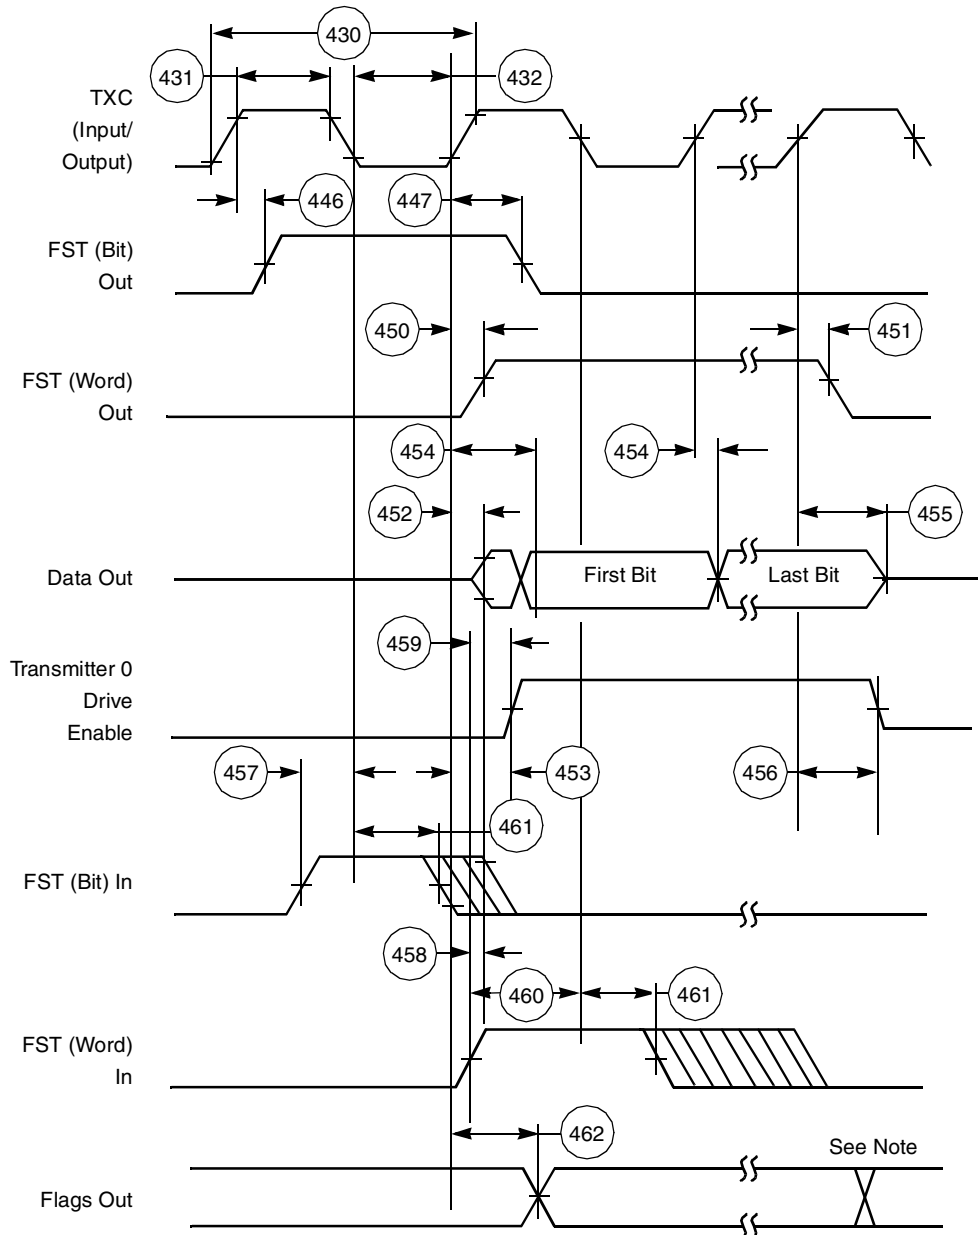 430
431
432
TXC
(Input/
Output)
446
447
FST (Bit)
Out
450
451
FST (Word)
Out
454
454
452
455
Data Out
First Bit
Last Bit
459
Transmitter 0
Drive
Enable
457
453
456
461
FST (Bit) In
458
460
461
FST (Word)
In
462
See Note
Flags Out